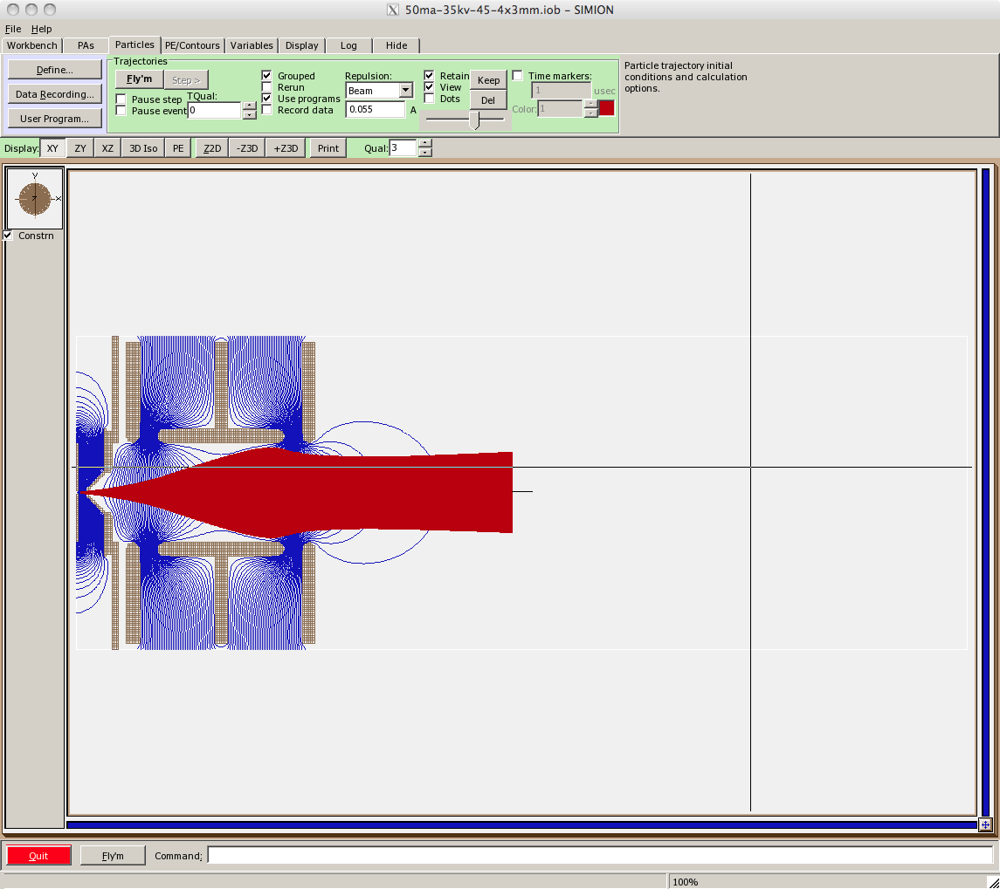 50ma-35kv-45-4x3mm.iob – SIMION
File Help
Workbench PAs Particles PE/Contours Variables Display Log Hide
Trajectories
Define...
Data Recording...
User Program...
Fly'm Step >
Pause step
Pause event
TQual:
0
Grouped
Rerun
Use programs
Record data
Repulsion:
Beam
0.055 A
Retain
View
Dots
Keep
Del
Time markers:
1 usec
Color: 1
Particle trajectory initial
conditions and calculation
options.
Display: XY ZY XZ 3D Iso PE Z2D -Z3D +Z3D Print Qual: 3
Y
Z X
Constrn
Quit Fly'm Command:
100%